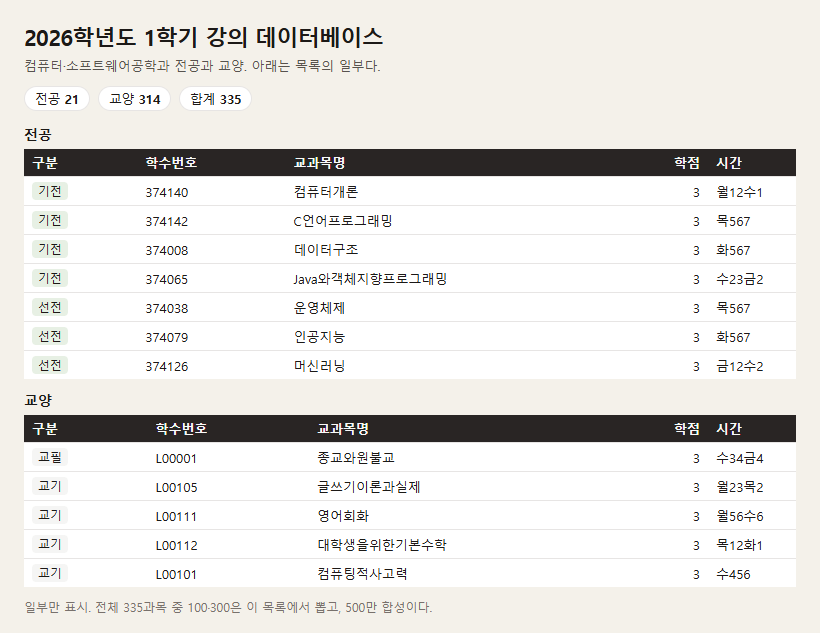 2026학년도 1학기 강의 데이터베이스
컴퓨터·소프트웨어공학과 전공과 교양. 아래는 목록의 일부다.
전공 21 교양 314 합계 335
전공
구분 학수번호 교과목명 학점 시간
기전 374140 컴퓨터개론 3 월12수1
기전 374142 C언어프로그래밍 3 목567
기전 374008 데이터구조 3 화567
기전 374065 Java와객체지향프로그래밍 3 수23금2
선전 374038 운영체제 3 목567
선전 374079 인공지능 3 화567
선전 374126 머신러닝 3 금12수2
교양
구분 학수번호 교과목명 학점 시간
교필 L00001 종교와원불교 3 수34금4
교기 L00105 글쓰기이론과실제 3 월23목2
교기 L00111 영어회화 3 월56수6
교기 L00112 대학생을위한기본수학 3 목12화1
교기 L00101 컴퓨팅적사고력 3 수456
일부만 표시. 전체 335과목 중 100·300은 이 목록에서 뽑고, 500만 합성이다.